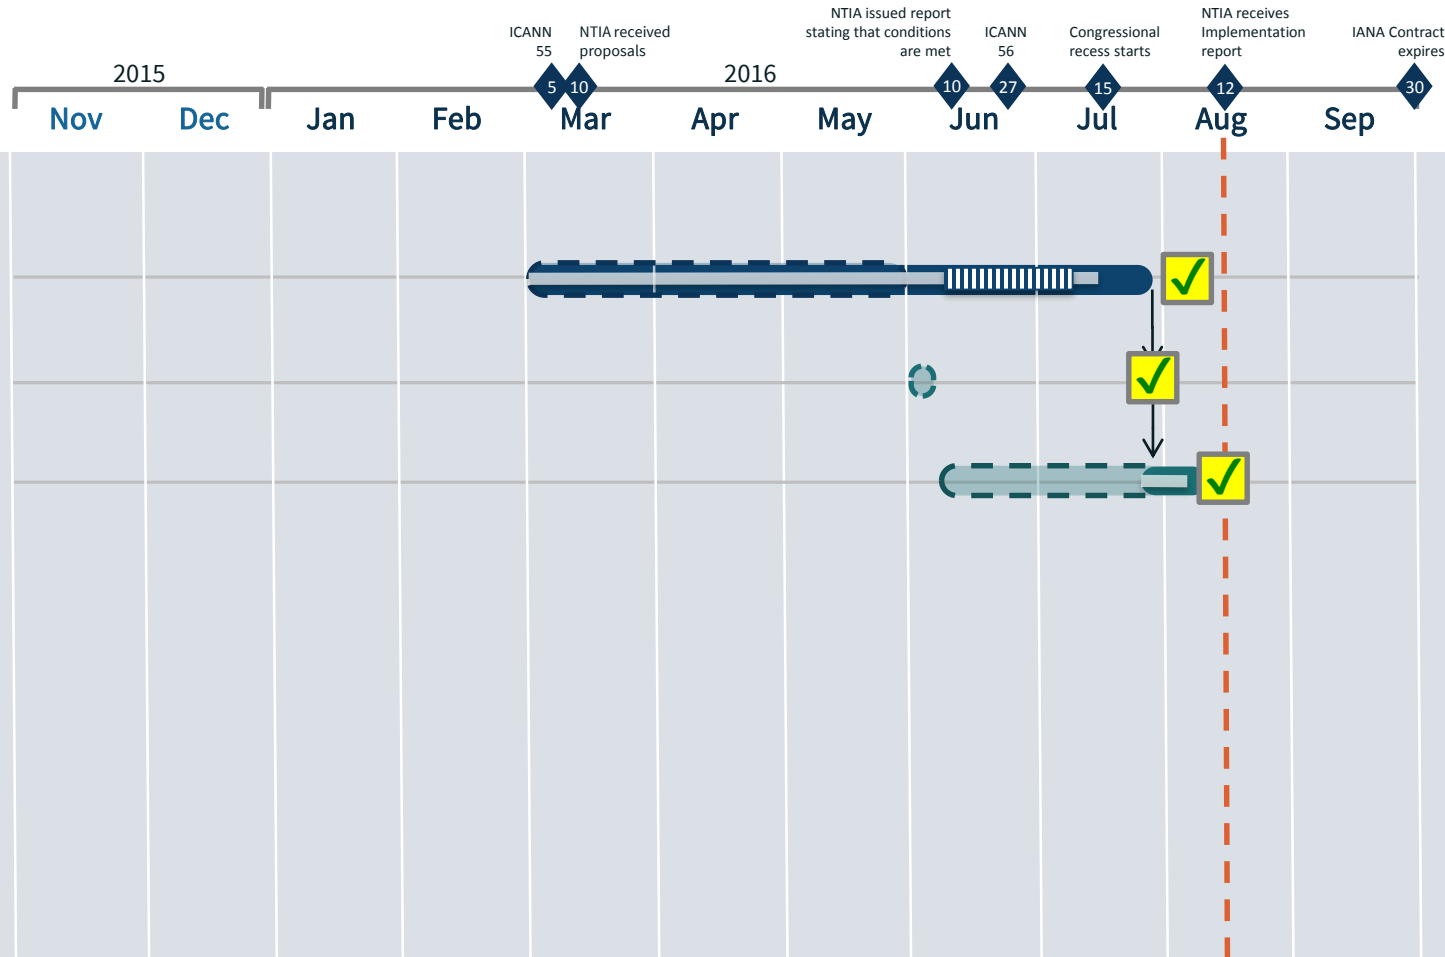 NTIA issued report
stating that conditions
are met
ICANN
55
NTIA received
proposals
ICANN
56
Congressional
recess starts
NTIA receives
Implementation
report
IANA Contract
expires
2015
2016
5
10
10
27
15
12
30
Nov
Dec
Jan
Feb
Mar
Apr
May
Jun
Jul
Aug
Sep